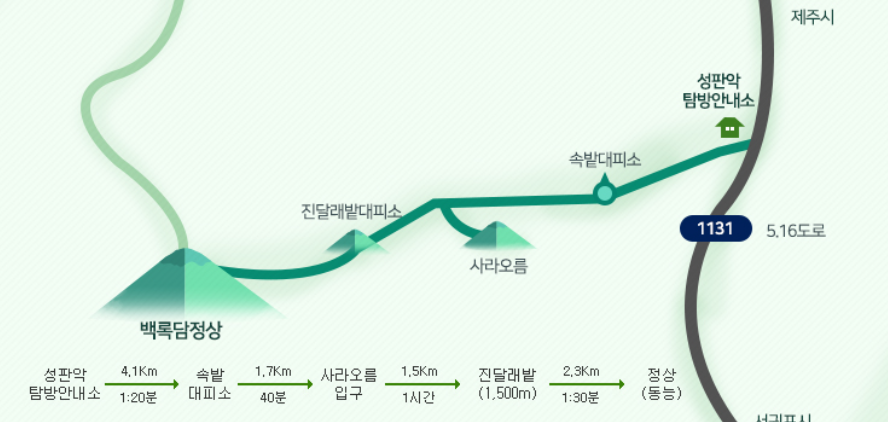 제주시
성판악
탐방안내소
속밭대피소
진달래밭대피소
1131
5.16도로
사라오름
백록담정상
성판악
탐방안내소
4.1Km
1:20분
속밭
대피소
1.7Km
40분
사라오름
입구
1.5Km
1시간
진달래밭
(1,500m)
2.3Km
1:30분
정상
(동능)